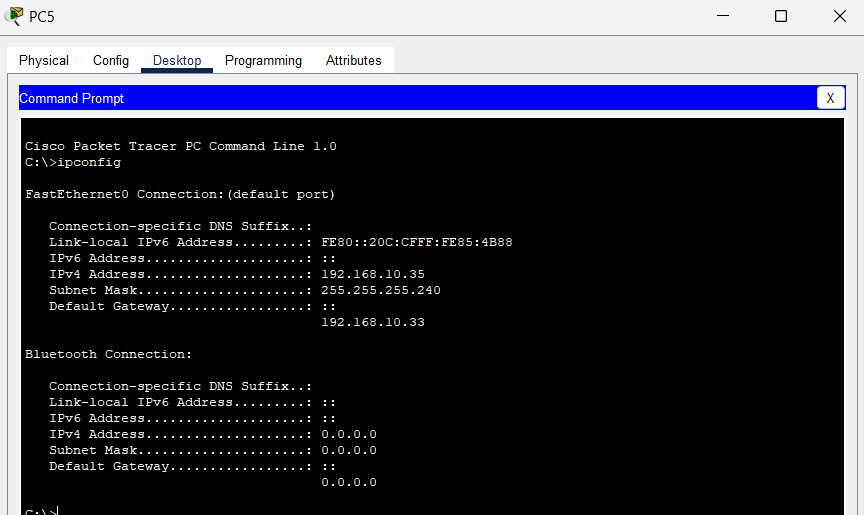 PC5
Physical Config Desktop Programming Attributes
Command Prompt X
Cisco Packet Tracer PC Command Line 1.0
C:\>ipconfig
FastEthernet0 Connection:(default port)
Connection-specific DNS Suffix..:
Link-local IPv6 Address.........: FE80::20C:CFFF:FE85:4B88
IPv6 Address....................: ::
IPv4 Address....................: 192.168.10.35
Subnet Mask.....................: 255.255.255.240
Default Gateway.................: ::
192.168.10.33
Bluetooth Connection:
Connection-specific DNS Suffix..:
Link-local IPv6 Address.........: ::
IPv6 Address....................: ::
IPv4 Address....................: 0.0.0.0
Subnet Mask.....................: 0.0.0.0
Default Gateway.................: ::
0.0.0.0
C:\>